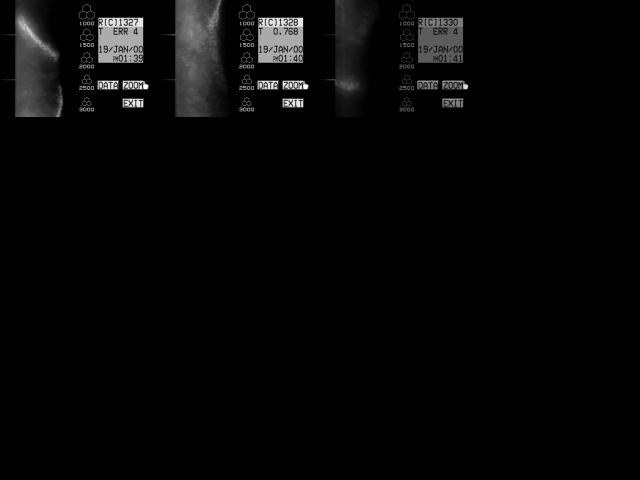 1000
1500
2000
2500
3000
R(C)1327
T ERR 4
19/JAN/00
PM01:39
DATA ZOOM
EXIT
1000
1500
2000
2500
3000
R(C)1328
T 0.768
19/JAN/00
PM01:40
DATA ZOOM
EXIT
1000
1500
2000
2500
3000
R(C)1330
T ERR 4
19/JAN/00
PM01:41
DATA ZOOM
EXIT